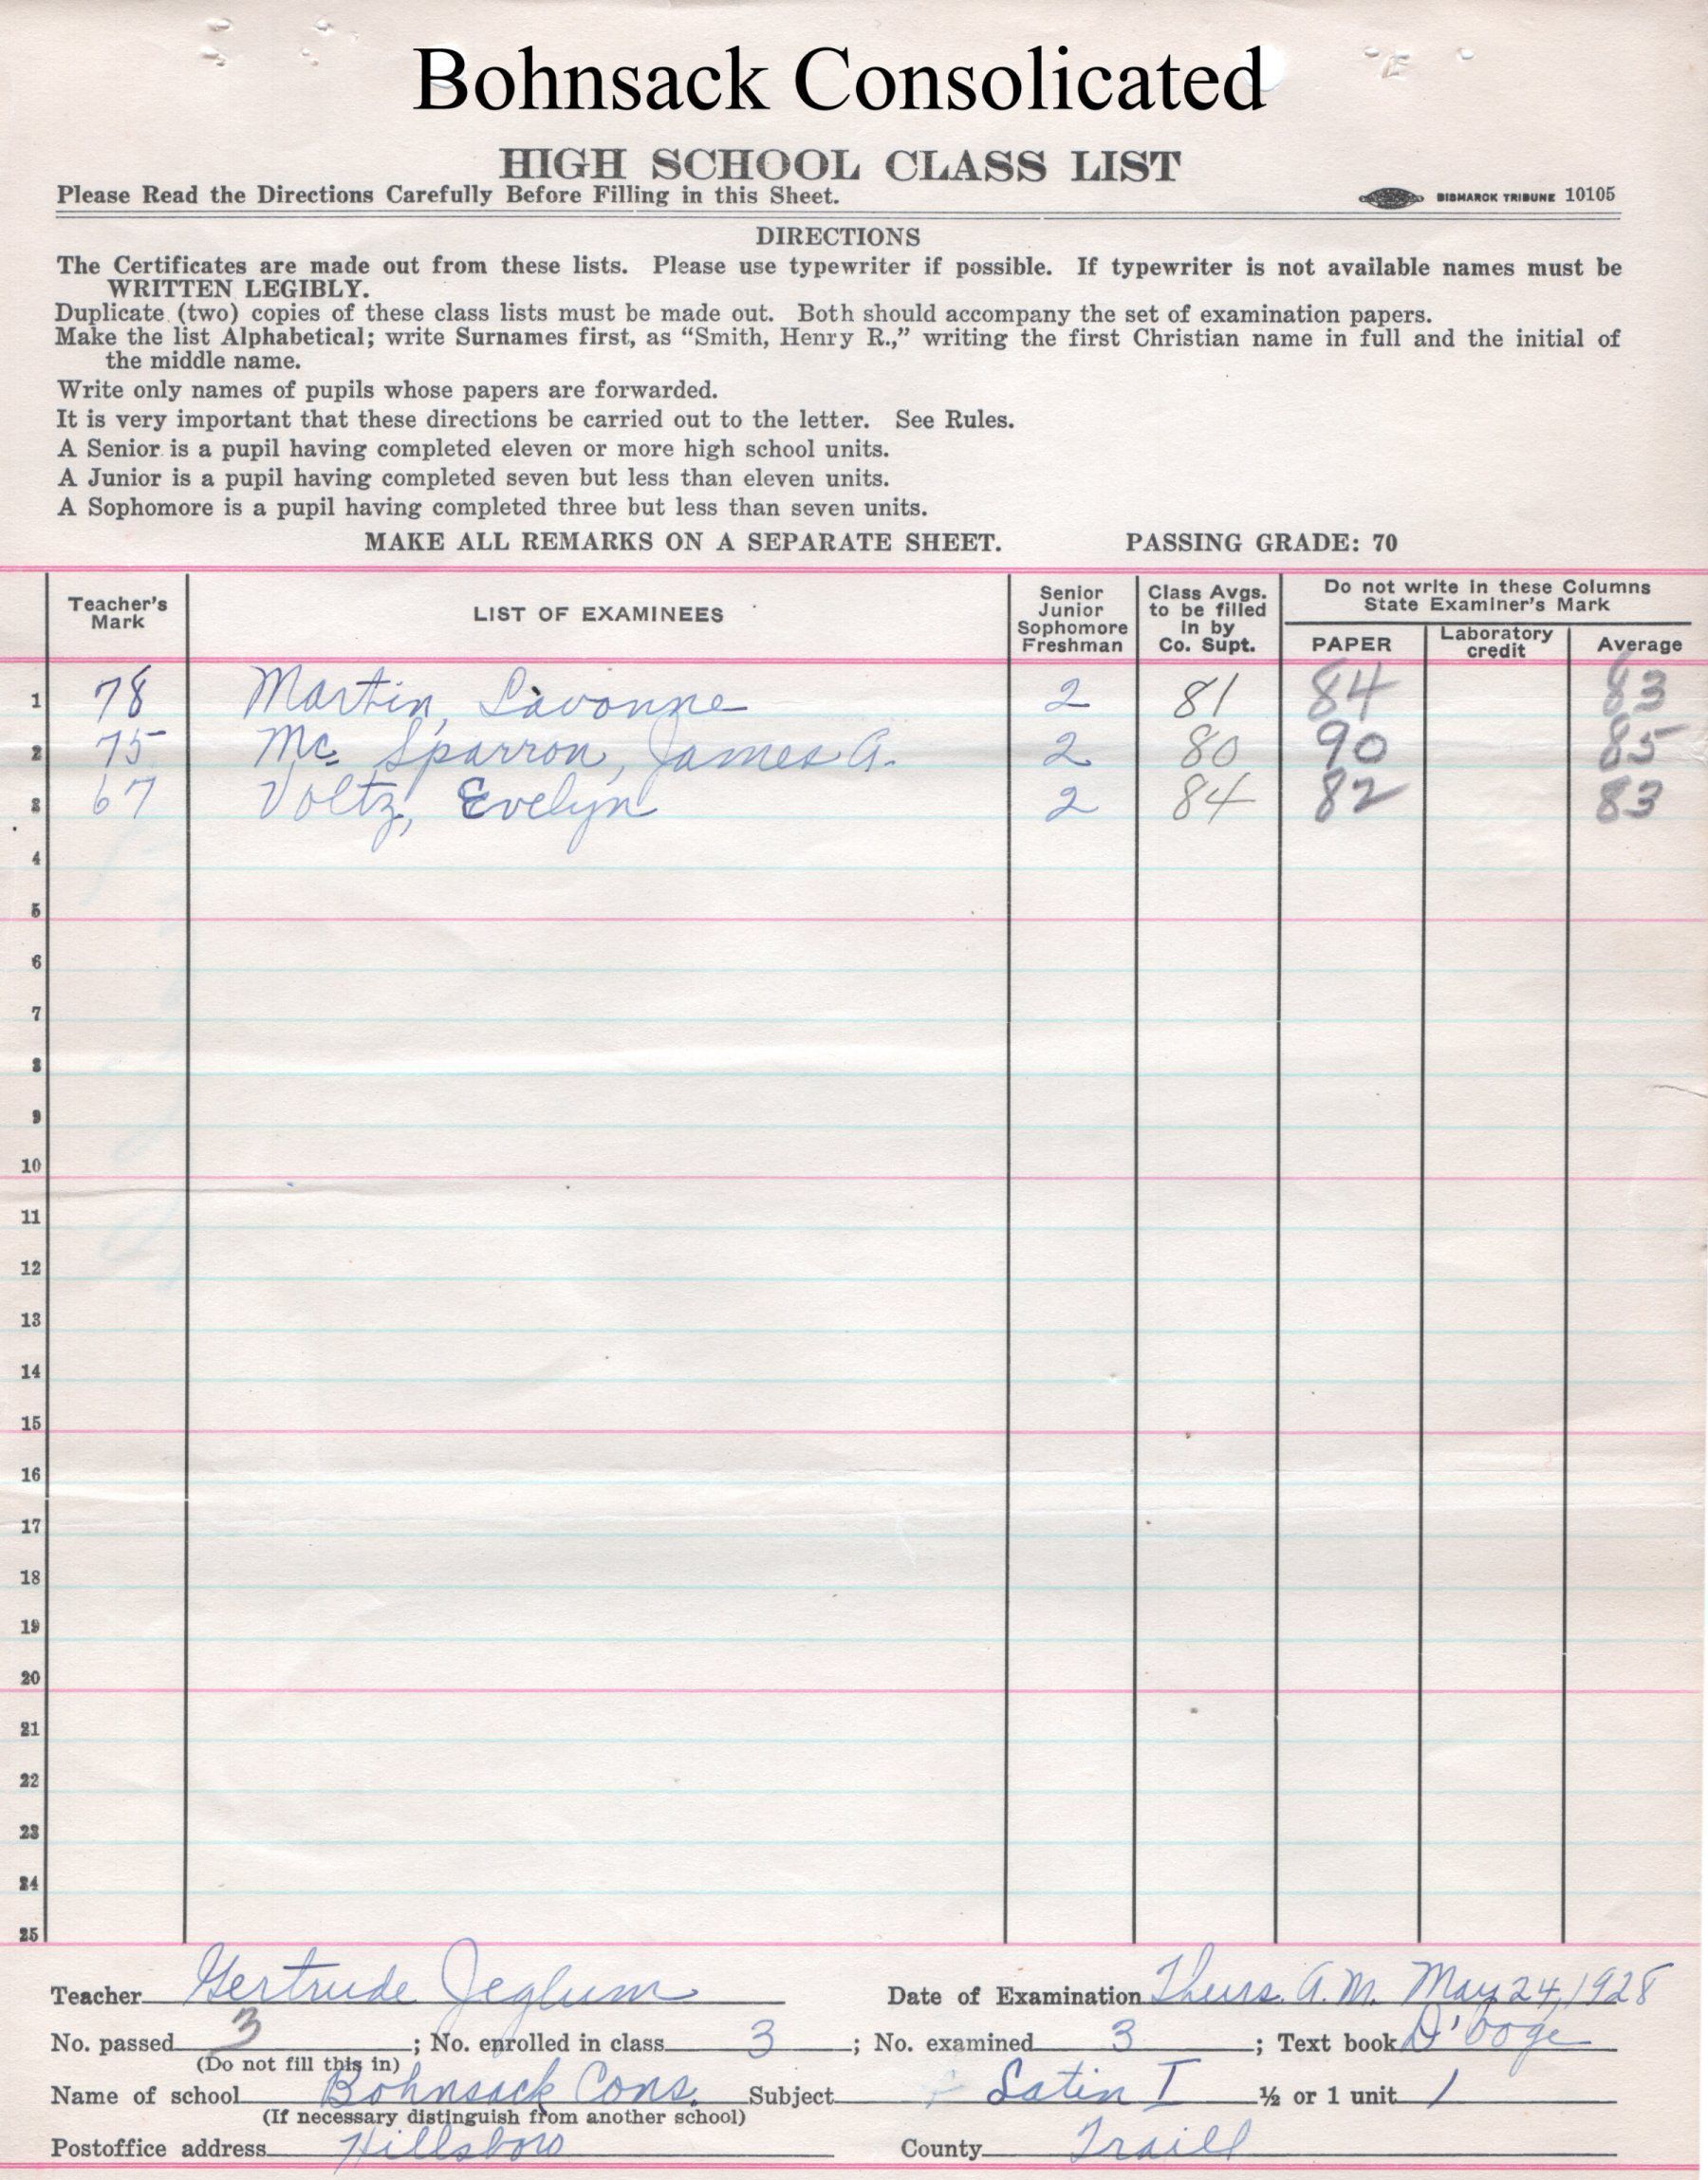 Bohnsack Consolicated
HIGH SCHOOL CLASS LIST
Please Read the Directions Carefully Before Filling in this Sheet. BISMARCK TRIBUNE 10105
DIRECTIONS
The Certificates are made out from these lists. Please use typewriter if possible. If typewriter is not available names must be
WRITTEN LEGIBLY.
Duplicate (two) copies of these class lists must be made out. Both should accompany the set of examination papers.
Make the list Alphabetical; write Surnames first, as “Smith, Henry R.,” writing the first Christian name in full and the initial of
the middle name.
Write only names of pupils whose papers are forwarded.
It is very important that these directions be carried out to the letter. See Rules.
A Senior is a pupil having completed eleven or more high school units.
A Junior is a pupil having completed seven but less than eleven units.
A Sophomore is a pupil having completed three but less than seven units.
MAKE ALL REMARKS ON A SEPARATE SHEET. PASSING GRADE: 70
Teacher's Mark
LIST OF EXAMINEES
Senior Junior Sophomore Freshman
Class Avgs. to be filled in by Co. Supt.
Do not write in these Columns
State Examiner's Mark
PAPER Laboratory credit Average
1 78 Martin, Lavonne 2 81 84 83
2 75 Mc. Sparron, James A. 2 80 90 85
3 67 Voltz, Evelyn 2 84 82 83
4
5
6
7
8
9
10
11
12
13
14
15
16
17
18
19
20
21
22
23
24
25
Teacher Gertrude Jeglum Date of Examination Thurs. A.M. May 24, 1928
No. passed 3 ; No. enrolled in class 3 ; No. examined 3 ; Text book D'ooge
(Do not fill this in)
Name of school Bohnsack Cons. Subject Latin I ½ or 1 unit 1
(If necessary distinguish from another school)
Postoffice address Hillsboro County Traill